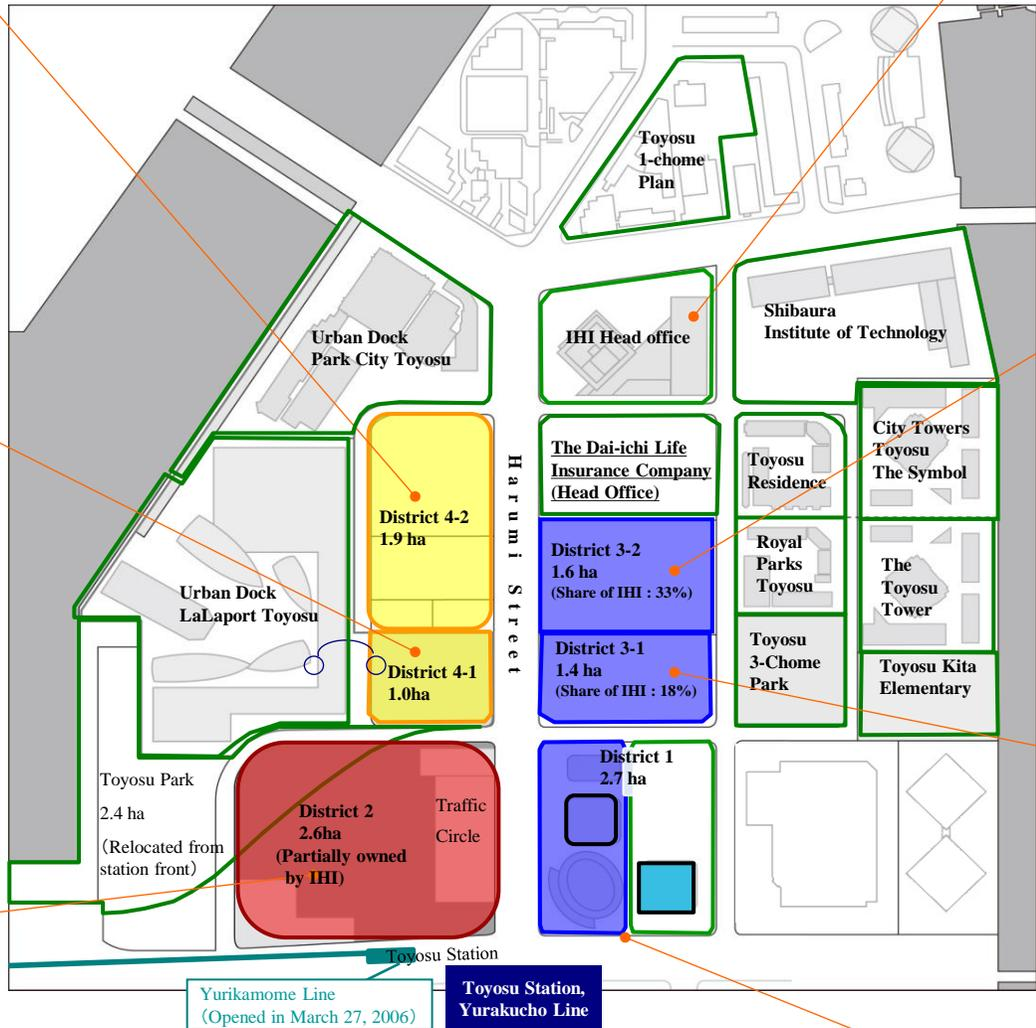 Toyosu
1-chome
Plan
Urban Dock
Park City Toyosu
IHI Head office
Shibaura
Institute of Technology
The Dai-ichi Life
Insurance Company
(Head Office)
Toyosu
Residence
City Towers
Toyosu
The Symbol
Harumi Street
District 4-2
1.9 ha
District 3-2
1.6 ha
(Share of IHI : 33%)
Royal
Parks
Toyosu
The
Toyosu
Tower
Urban Dock
LaLaport Toyosu
District 4-1
1.0ha
District 3-1
1.4 ha
(Share of IHI : 18%)
Toyosu
3-Chome
Park
Toyosu Kita
Elementary
Toyosu Park
2.4 ha
（Relocated from
station front）
District 2
2.6ha
(Partially owned
by IHI)
Traffic
Circle
District 1
2.7 ha
Toyosu Station
Yurikamome Line
（Opened in March 27, 2006）
Toyosu Station,
Yurakucho Line